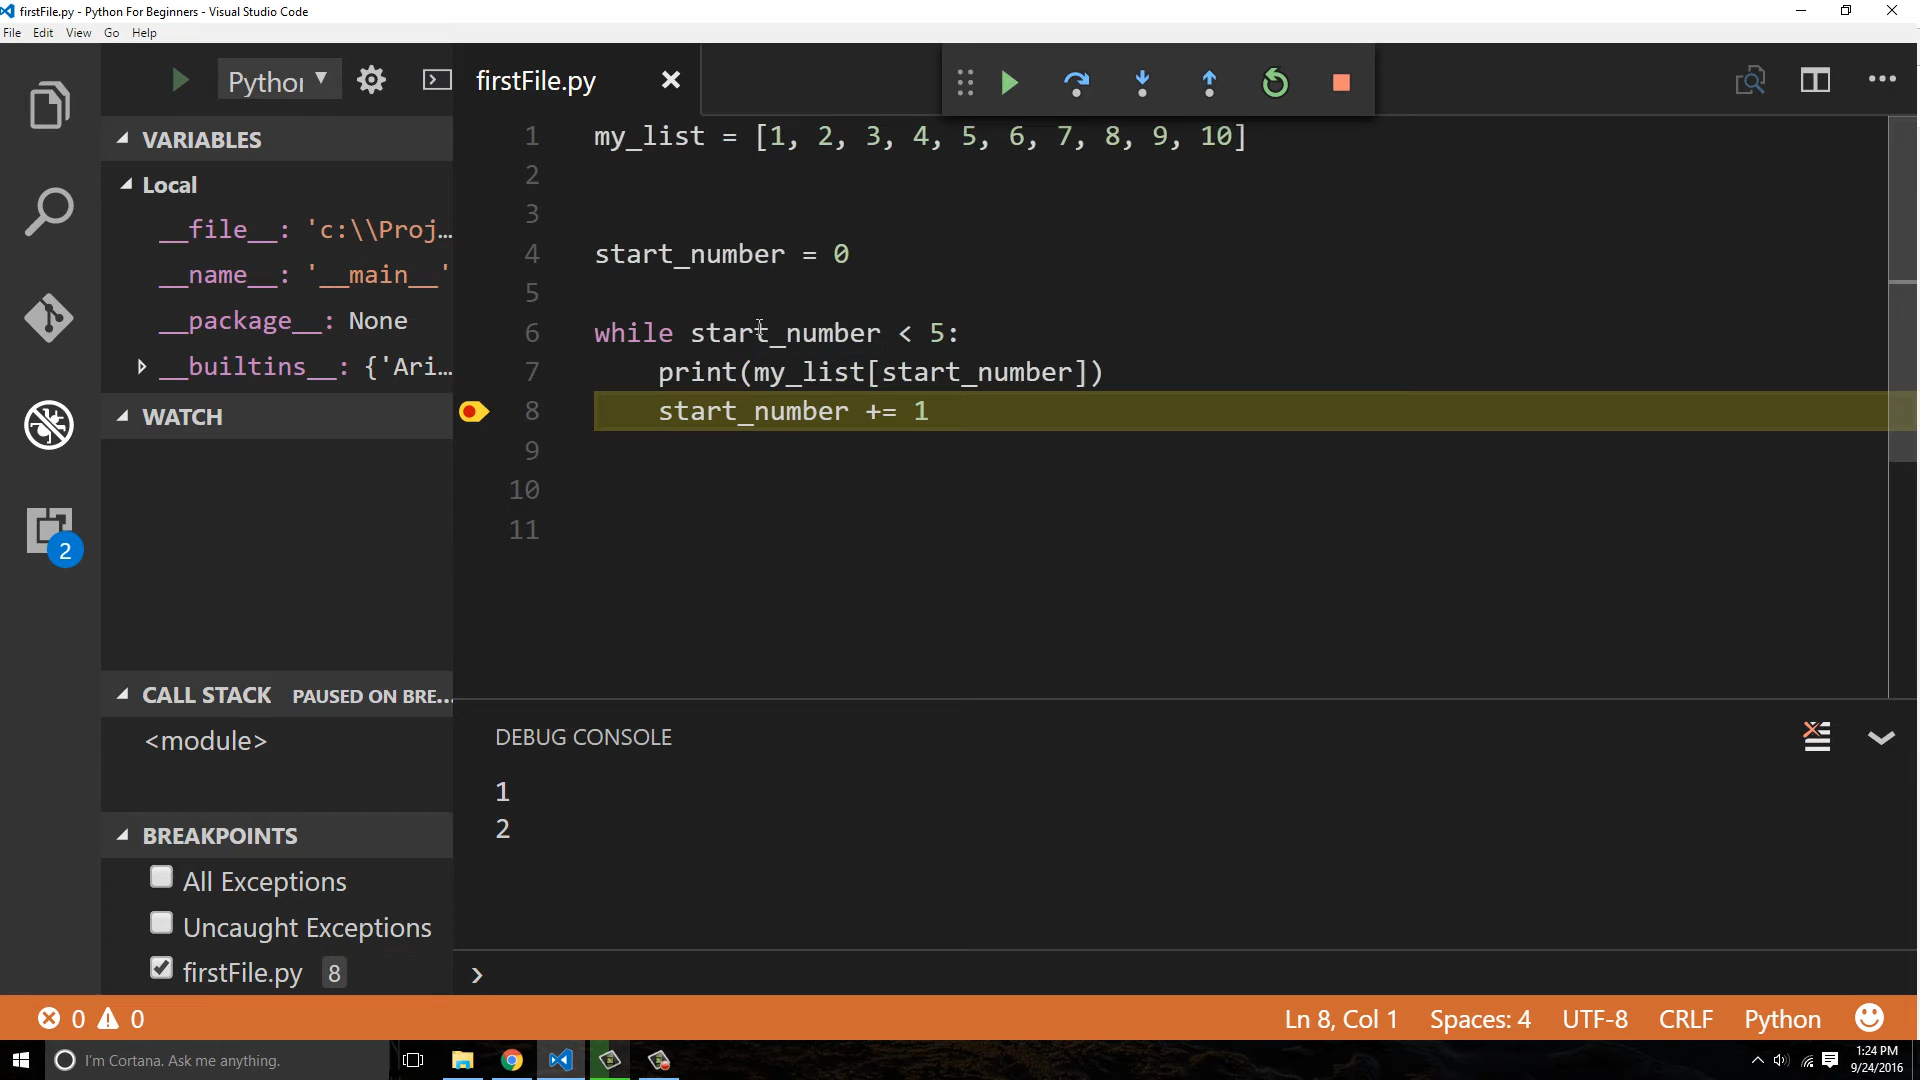 firstFile.py - Python For Beginners - Visual Studio Code
File Edit View Go Help
Pythor
firstFile.py
VARIABLES
Local
__file__: 'c:\\Proj…
__name__: '__main__'
__package__: None
__builtins__: {'Ari…
WATCH
CALL STACK PAUSED ON BRE…
<module>
BREAKPOINTS
All Exceptions
Uncaught Exceptions
firstFile.py 8
2
1 my_list = [1, 2, 3, 4, 5, 6, 7, 8, 9, 10]
2
3
4 start_number = 0
5
6 while start_number < 5:
7 print(my_list[start_number])
8 start_number += 1
9
10
11
DEBUG CONSOLE
1
2
0 0
Ln 8, Col 1 Spaces: 4 UTF-8 CRLF Python
I'm Cortana. Ask me anything.
1:24 PM
9/24/2016